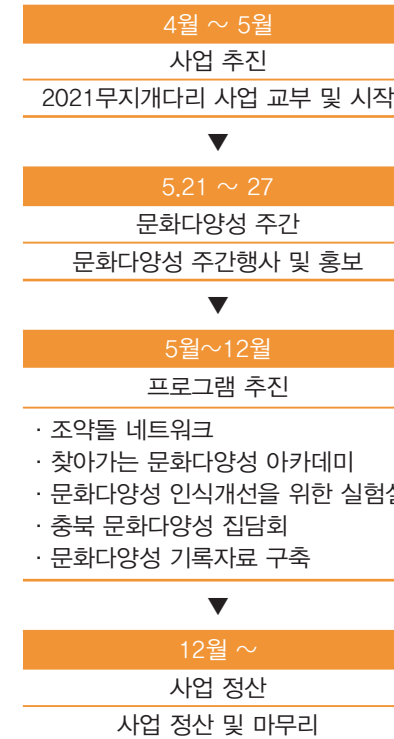 4월 ～ 5월
사업 추진
2021무지개다리 사업 교부 및 시작
▼
5.21 ～ 27
문화다양성 주간
문화다양성 주간행사 및 홍보
▼
5월～12월
프로그램 추진
· 조약돌 네트워크
· 찾아가는 문화다양성 아카데미
· 문화다양성 인식개선을 위한
· 충북 문화다양성 집담회
· 문화다양성 기록자료 구축
▼
12월 ～
사업 정산
사업 정산 및 마무리